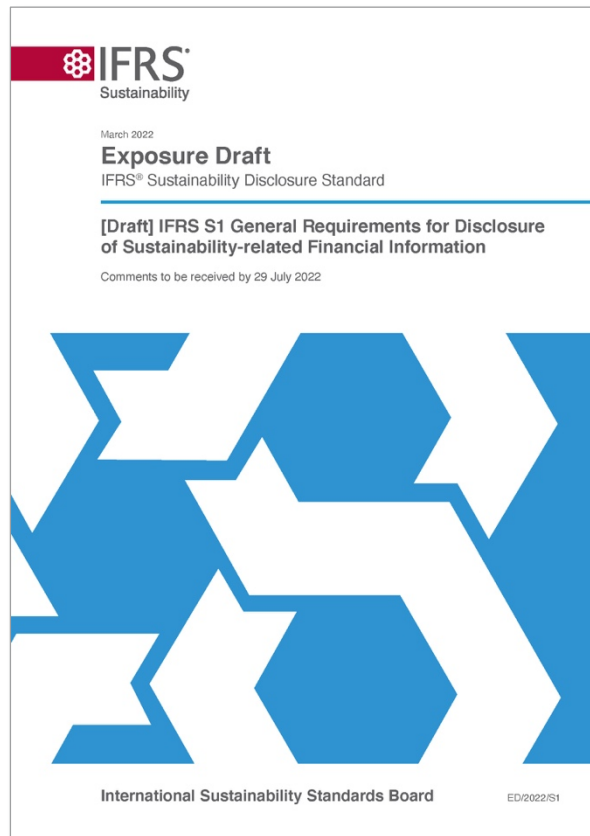 IFRS®
Sustainability
March 2022
Exposure Draft
IFRS® Sustainability Disclosure Standard
[Draft] IFRS S1 General Requirements for Disclosure
of Sustainability-related Financial Information
Comments to be received by 29 July 2022
International Sustainability Standards Board
ED/2022/S1